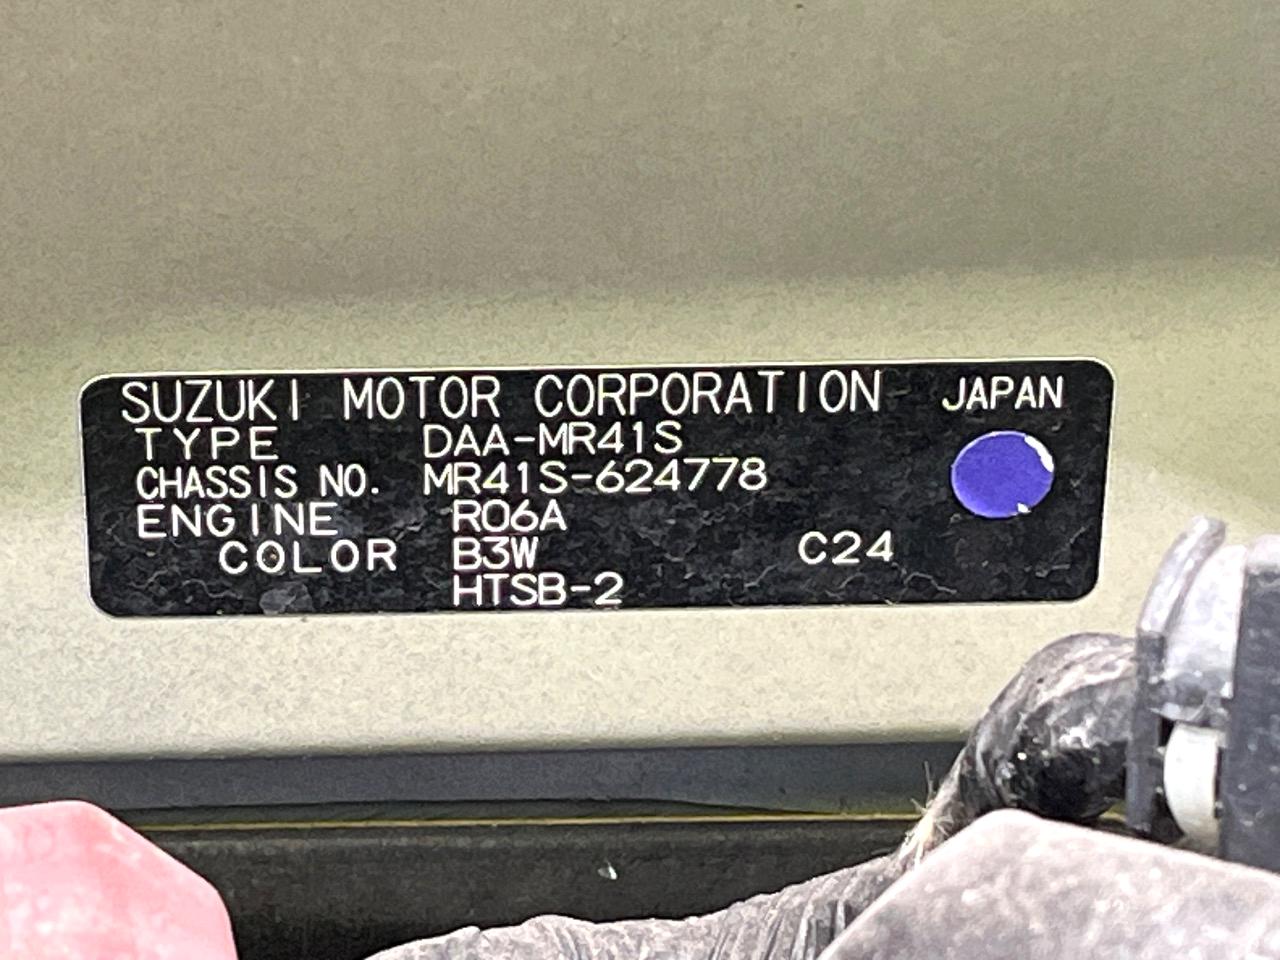 SUZUKI MOTOR CORPORATION JAPAN
TYPE DAA-MR41S
CHASSIS NO. MR41S-624778
ENGINE R06A
COLOR B3W C24
HTSB-2